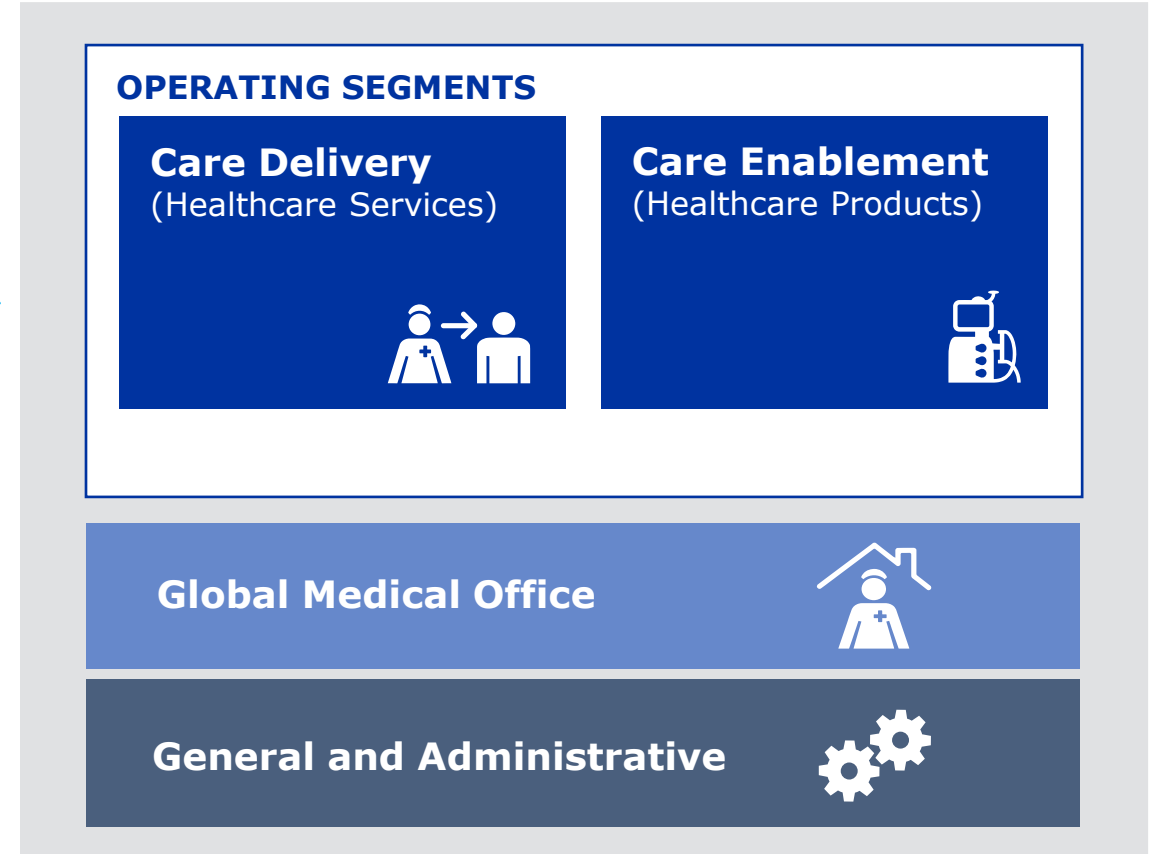 OPERATING SEGMENTS
Care Delivery
(Healthcare Services)
Care Enablement
(Healthcare Products)
Global Medical Office
General and Administrative